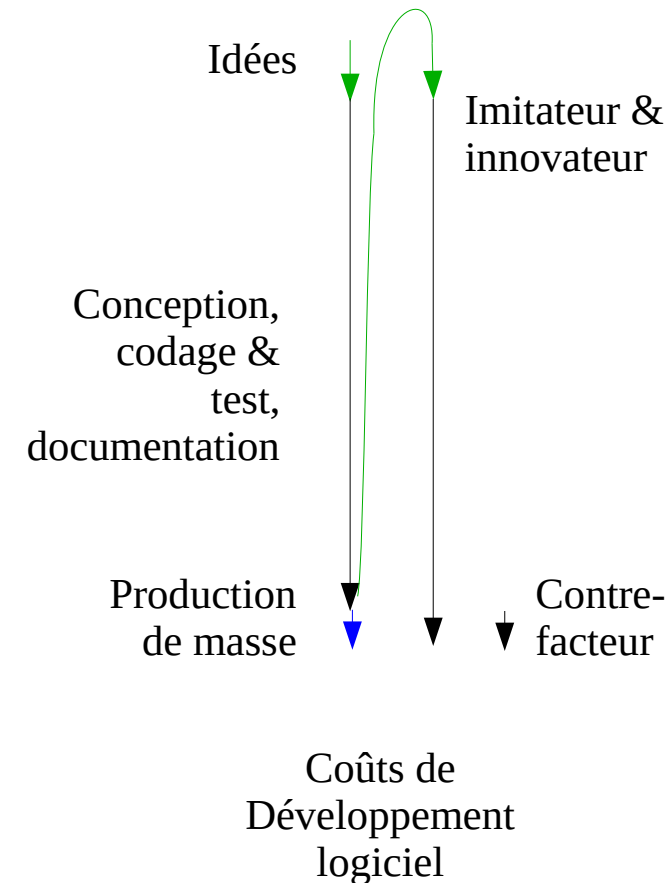 Idées
Imitateur &
innovateur
Conception,
codage &
test,
documentation
Production
de masse
Contre-
facteur
Coûts de
Développement
logiciel